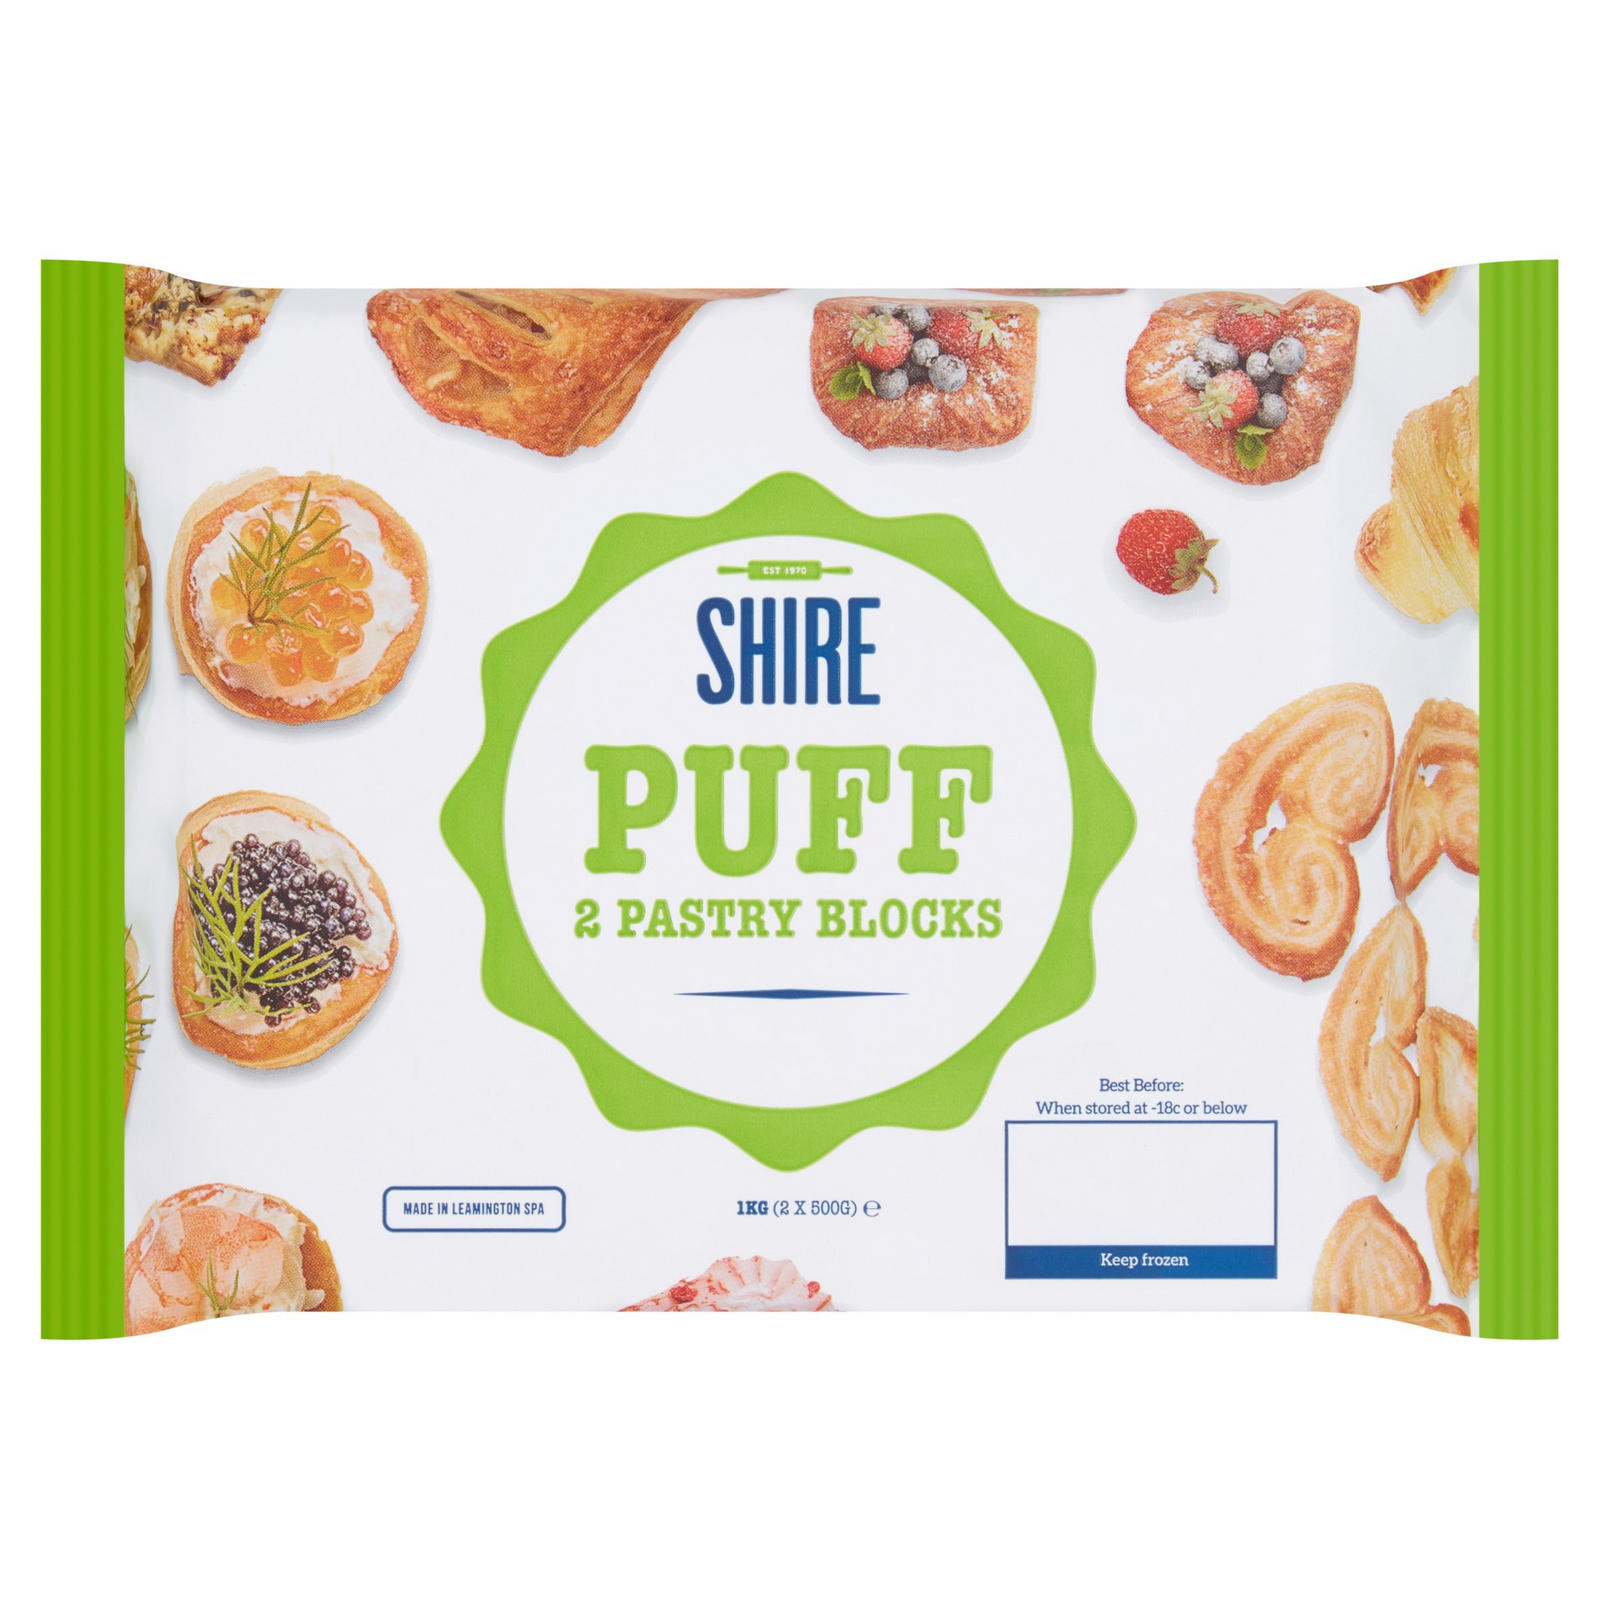 EST 1970
SHIRE
PUFF
2 PASTRY BLOCKS
Best Before:
When stored at -18c or below
MADE IN LEAMINGTON SPA
1KG (2 X 500G) ℮
Keep frozen